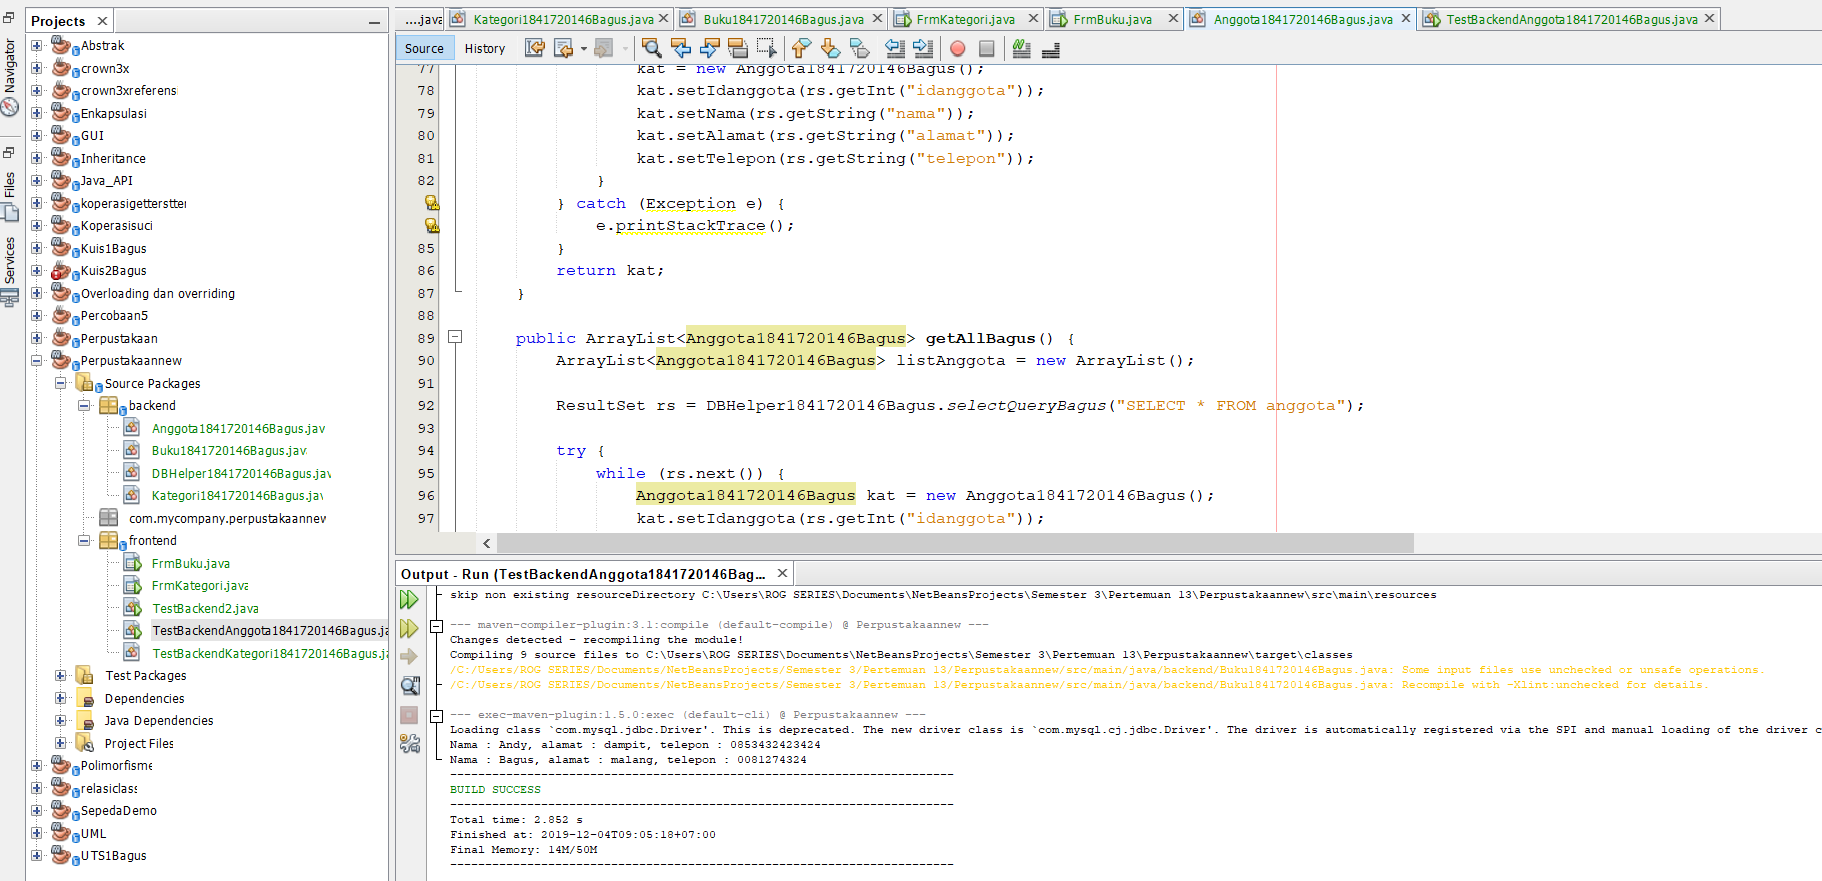 Projects
Navigator
Files
Services
Abstrak
crown3x
crown3xreferens
Enkapsulasi
GUI
Inheritance
Java_API
koperasigettersetter
Koperasisuci
Kuis1Bagus
Kuis2Bagus
Overloading dan overriding
Percobaan5
Perpustakaan
Perpustakaannew
Source Packages
backend
Anggota1841720146Bagus.jav
Buku1841720146Bagus.java
DBHelper1841720146Bagus.jav
Kategori1841720146Bagus.jav
com.mycompany.perpustakaannew
frontend
FrmBuku.java
FrmKategori.java
TestBackend2.java
TestBackendAnggota1841720146Bagus.ja
TestBackendKategori1841720146Bagus.ja
Test Packages
Dependencies
Java Dependencies
Project Files
Polimorfisme
relasiclass
SepedaDemo
UML
UTS1Bagus
....java
Kategori1841720146Bagus.java
Buku1841720146Bagus.java
FrmKategori.java
FrmBuku.java
Anggota1841720146Bagus.java
TestBackendAnggota1841720146Bagus.java
Source History
77 kat = new Anggota1841720146Bagus();
78 kat.setIdanggota(rs.getInt("idanggota"));
79 kat.setNama(rs.getString("nama"));
80 kat.setAlamat(rs.getString("alamat"));
81 kat.setTelepon(rs.getString("telepon"));
82 }
} catch (Exception e) {
e.printStackTrace();
85 }
86 return kat;
87 }
88
89 public ArrayList<Anggota1841720146Bagus> getAllBagus() {
90 ArrayList<Anggota1841720146Bagus> listAnggota = new ArrayList();
91
92 ResultSet rs = DBHelper1841720146Bagus.selectQueryBagus("SELECT * FROM anggota");
93
94 try {
95 while (rs.next()) {
96 Anggota1841720146Bagus kat = new Anggota1841720146Bagus();
97 kat.setIdanggota(rs.getInt("idanggota"));
Output - Run (TestBackendAnggota1841720146Bag...
skip non existing resourceDirectory C:\Users\ROG SERIES\Documents\NetBeansProjects\Semester 3\Pertemuan 13\Perpustakaannew\src\main\resources
--- maven-compiler-plugin:3.1:compile (default-compile) @ Perpustakaannew ---
Changes detected - recompiling the module!
Compiling 9 source files to C:\Users\ROG SERIES\Documents\NetBeansProjects\Semester 3\Pertemuan 13\Perpustakaannew\target\classes
/C:/Users/ROG SERIES/Documents/NetBeansProjects/Semester 3/Pertemuan 13/Perpustakaannew/src/main/java/backend/Buku1841720146Bagus.java: Some input files use unchecked or unsafe operations.
/C:/Users/ROG SERIES/Documents/NetBeansProjects/Semester 3/Pertemuan 13/Perpustakaannew/src/main/java/backend/Buku1841720146Bagus.java: Recompile with -Xlint:unchecked for details.
--- exec-maven-plugin:1.5.0:exec (default-cli) @ Perpustakaannew ---
Loading class `com.mysql.jdbc.Driver'. This is deprecated. The new driver class is `com.mysql.cj.jdbc.Driver'. The driver is automatically registered via the SPI and manual loading of the driver c
Nama : Andy, alamat : dampit, telepon : 0853432423424
Nama : Bagus, alamat : malang, telepon : 0081274324
------------------------------------------------------------------------
BUILD SUCCESS
------------------------------------------------------------------------
Total time: 2.852 s
Finished at: 2019-12-04T09:05:18+07:00
Final Memory: 14M/50M
------------------------------------------------------------------------